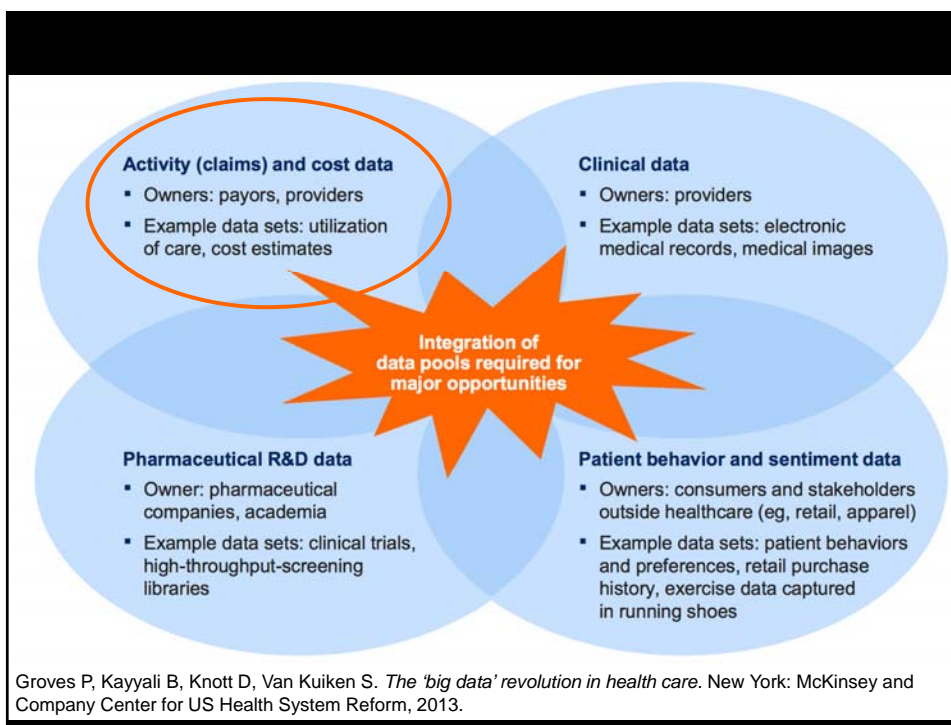 Activity (claims) and cost data
▪ Owners: payors, providers
▪ Example data sets: utilization
of care, cost estimates
Clinical data
▪ Owners: providers
▪ Example data sets: electronic
medical records, medical images
Integration of
data pools required for
major opportunities
Pharmaceutical R&D data
▪ Owner: pharmaceutical
companies, academia
▪ Example data sets: clinical trials,
high-throughput-screening
libraries
Patient behavior and sentiment data
▪ Owners: consumers and stakeholders
outside healthcare (eg, retail, apparel)
▪ Example data sets: patient behaviors
and preferences, retail purchase
history, exercise data captured
in running shoes
Groves P, Kayyali B, Knott D, Van Kuiken S. The ‘big data’ revolution in health care. New York: McKinsey and
Company Center for US Health System Reform, 2013.